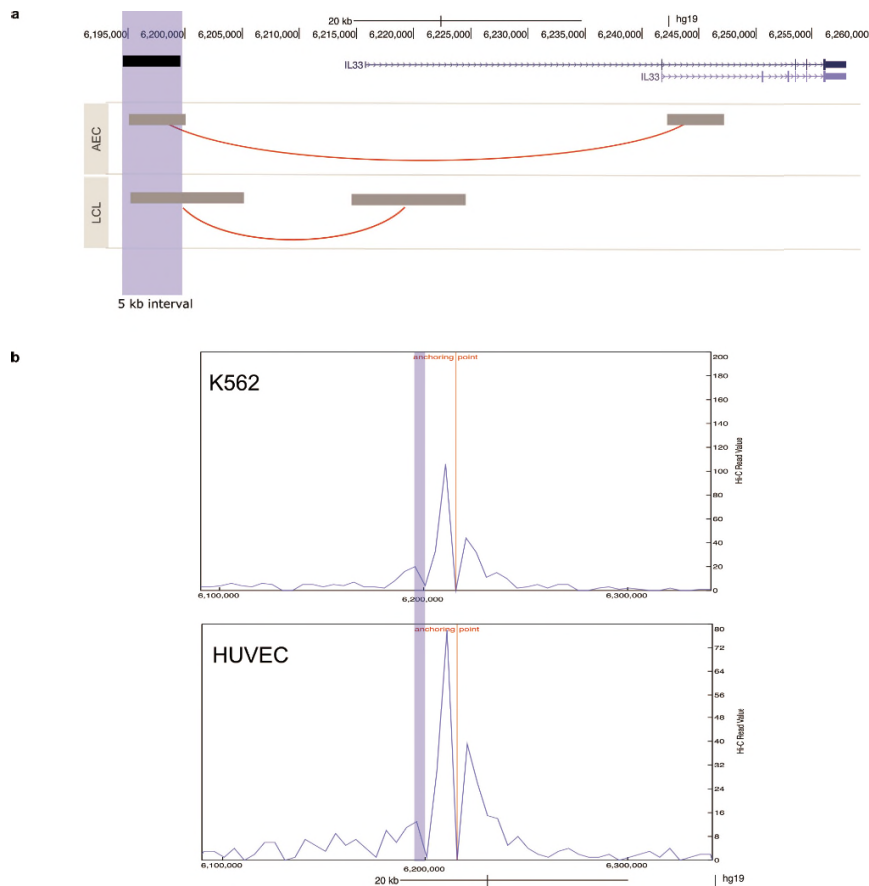 a
20 kb hg19
6,195,000 6,200,000 6,205,000 6,210,000 6,215,000 6,220,000 6,225,000 6,230,000 6,235,000 6,240,000 6,245,000 6,250,000 6,255,000 6,260,000
IL33
IL33
AEC
LCL
5 kb interval
b
anchoring point
K562
200
180
160
140
120
100
80
60
40
20
0
Hi-C Read Value
6,100,000 6,200,000 6,300,000
anchoring point
HUVEC
80
72
64
56
48
40
32
24
16
8
0
Hi-C Read Value
6,100,000 6,200,000 6,300,000
20 kb hg19